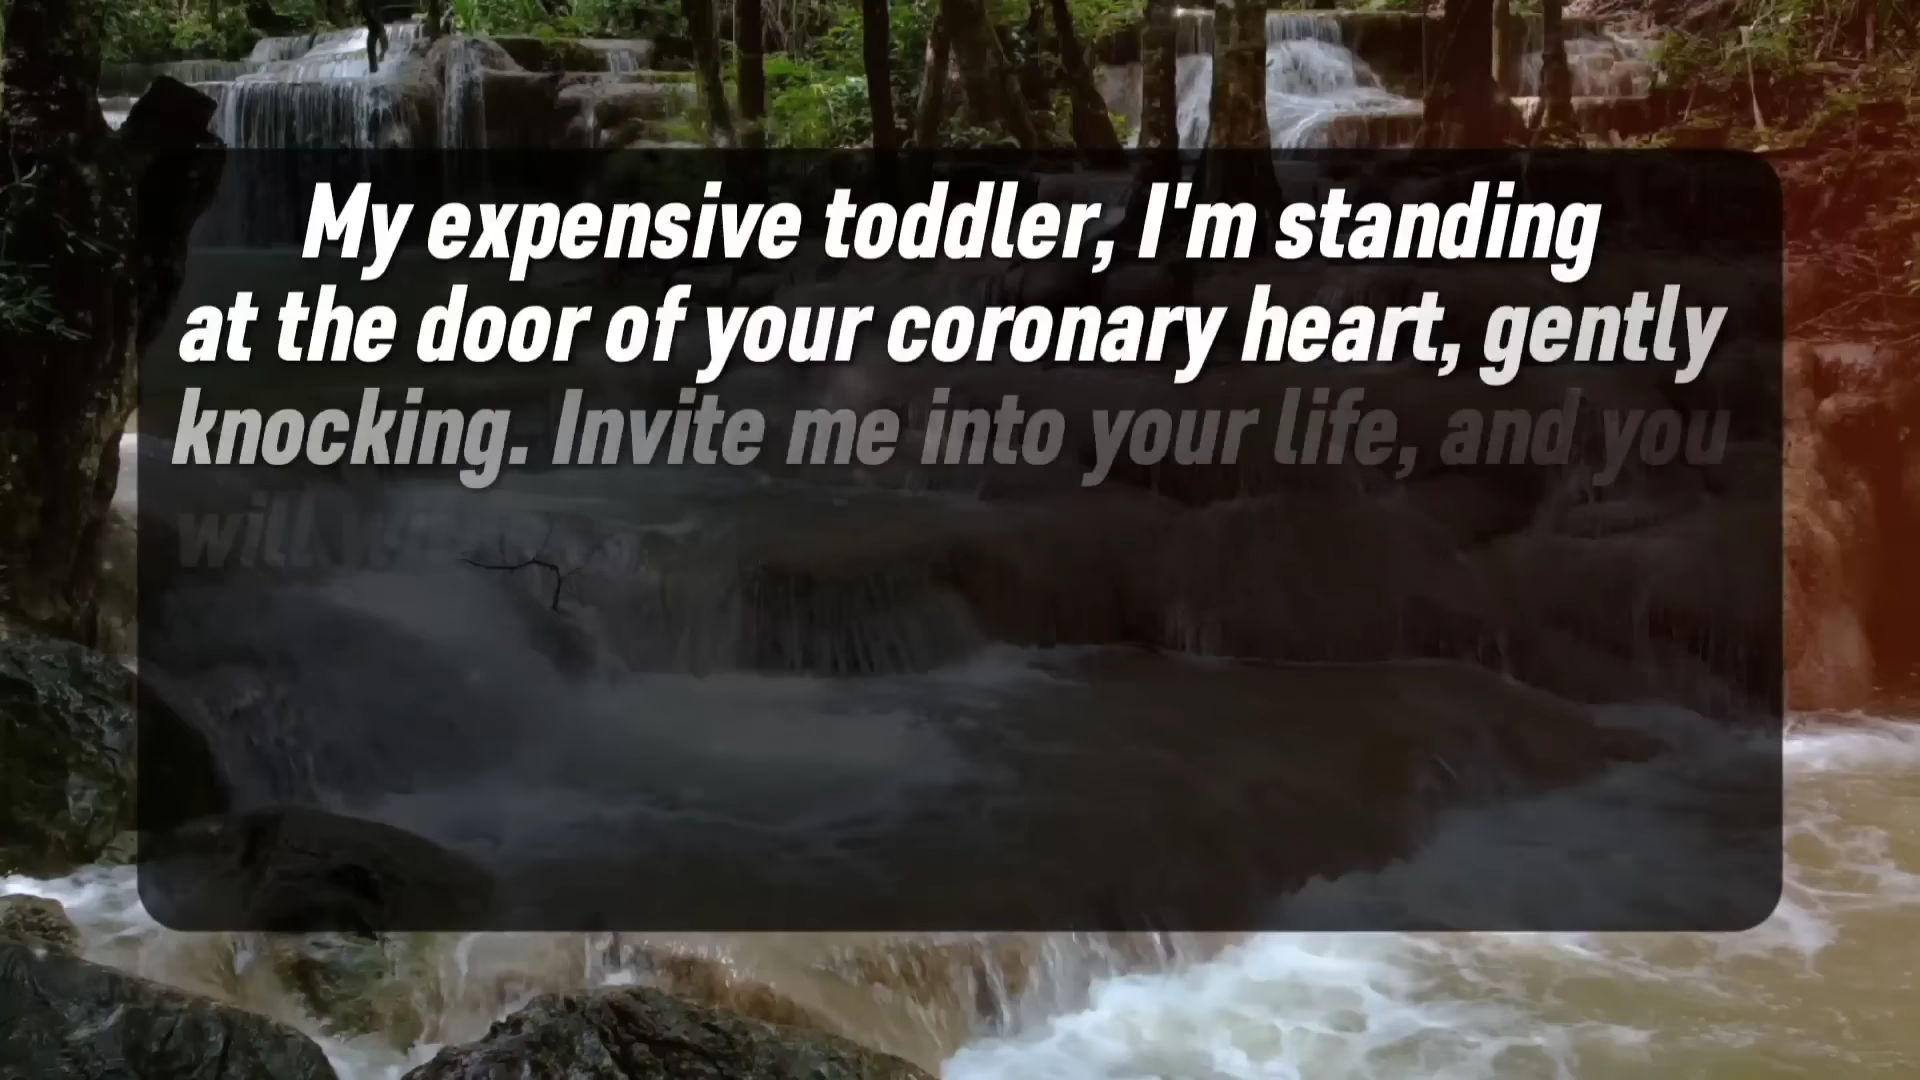 My expensive toddler, I'm standing
at the door of your coronary heart, gently
knocking. Invite me into your life, and you
will